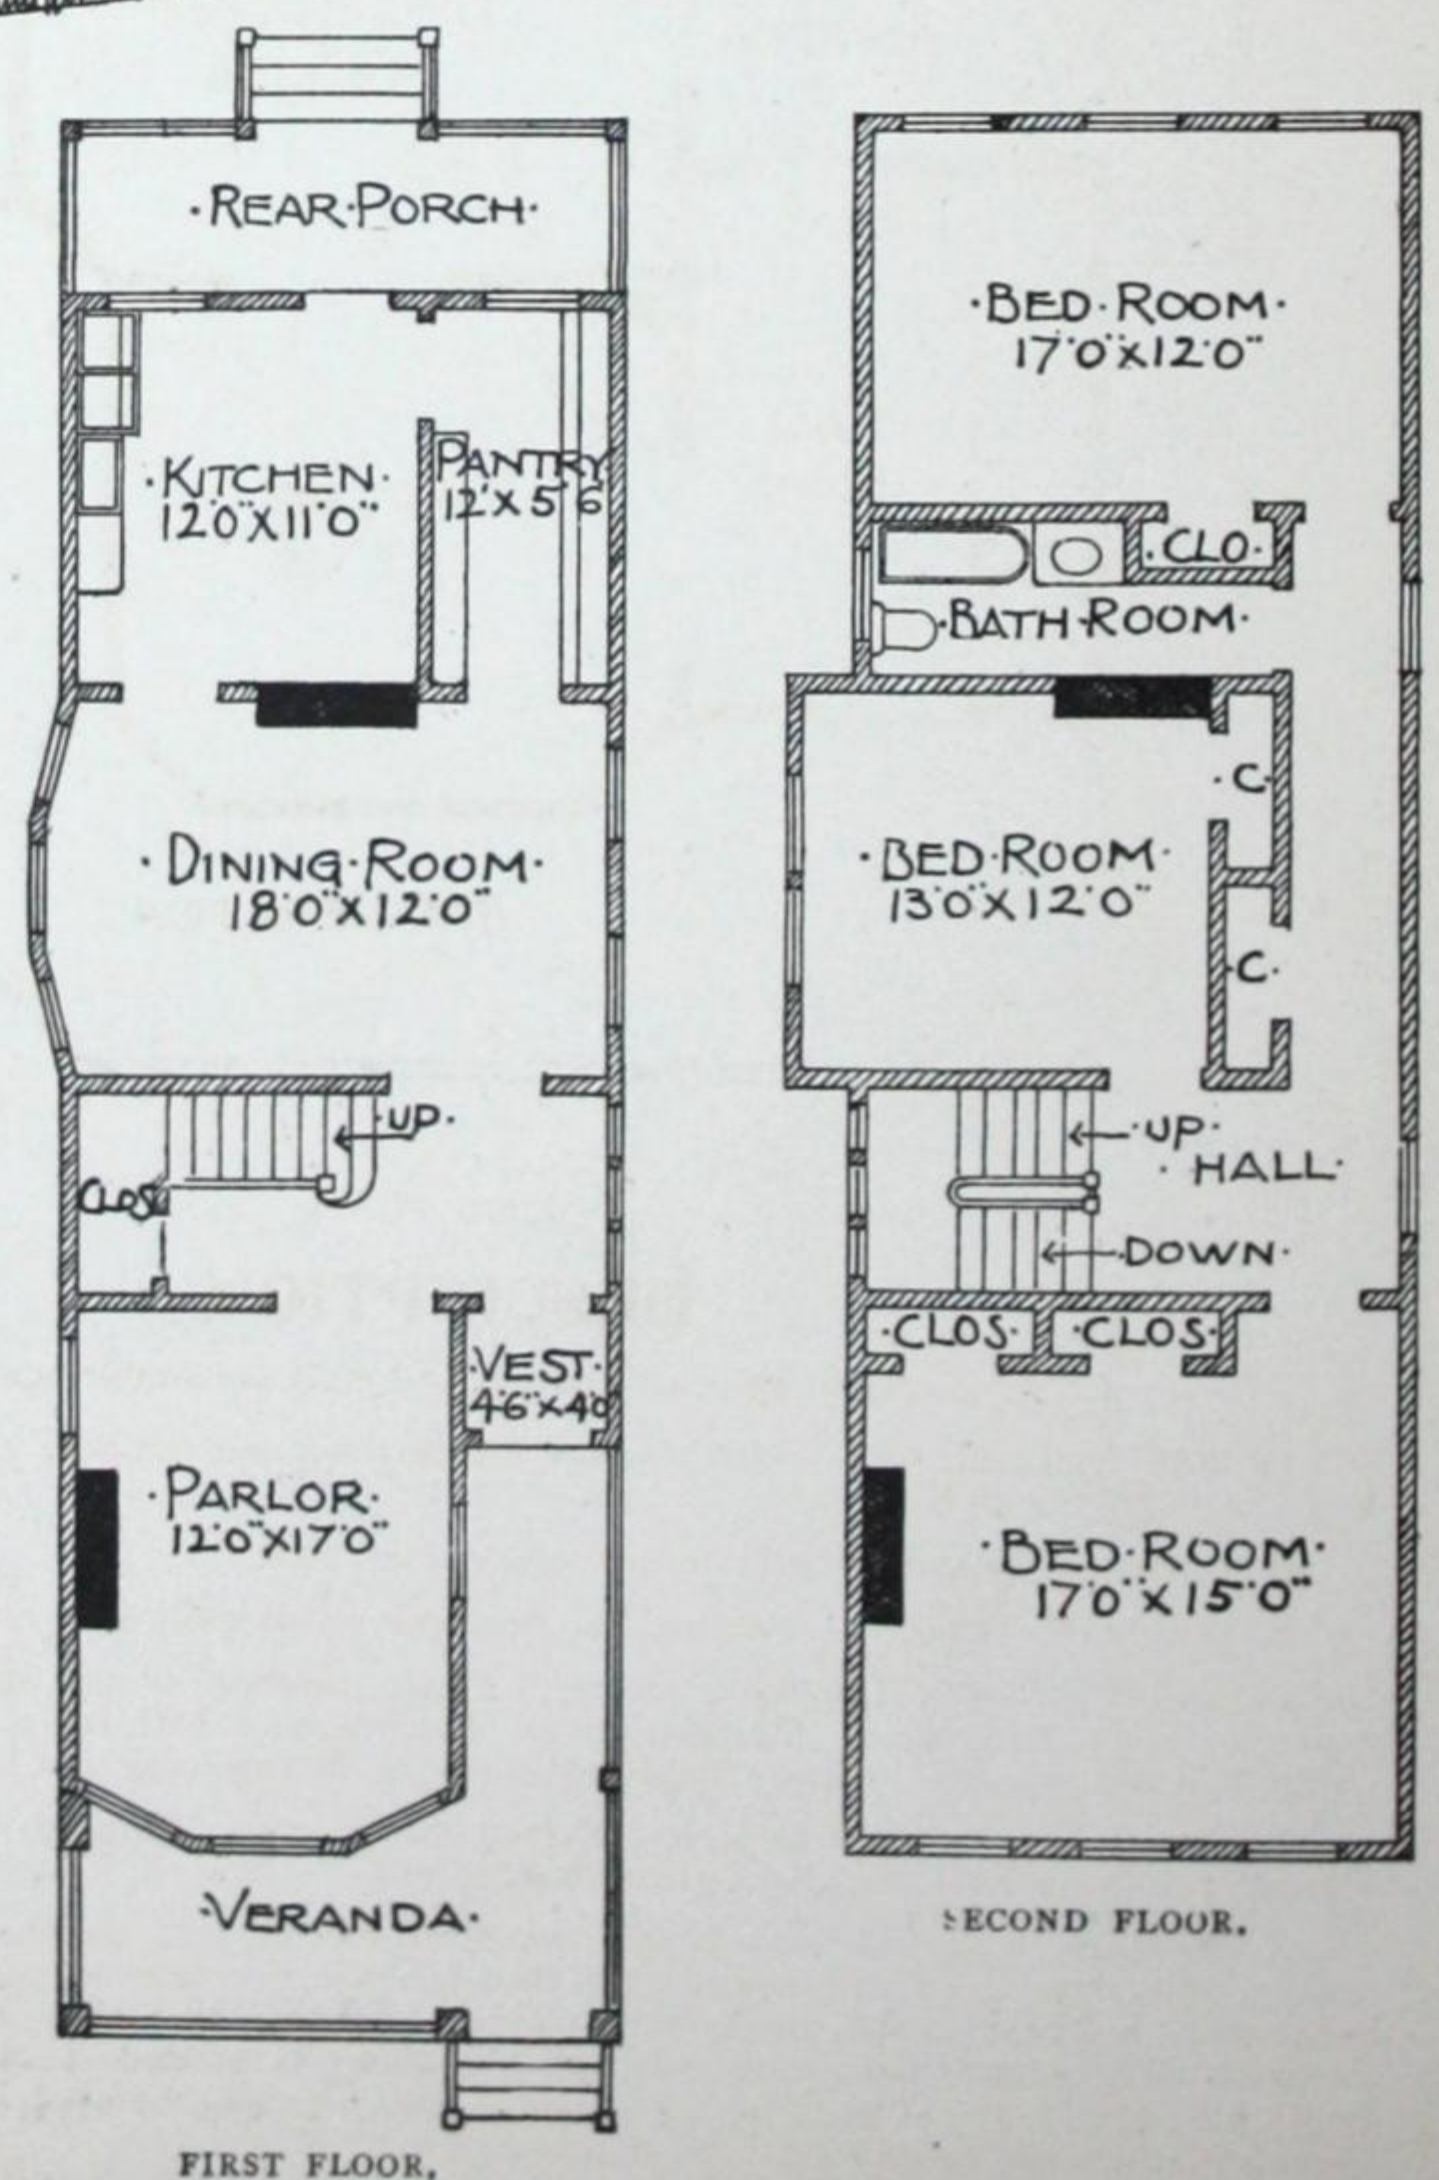 ·REAR·PORCH·
·KITCHEN·
12'0"X11'0"
PANTRY
12'X5'6
·DINING·ROOM·
18'0"X12'0"
·UP·
CLOS
·VEST·
4'6"X4'0
·PARLOR·
12'0"X17'0"
·VERANDA·
FIRST FLOOR.
·BED·ROOM·
17'0"X12'0"
·CLO·
·BATH·ROOM·
·C·
·BED·ROOM·
13'0"X12'0"
·C·
·UP·
·HALL·
·DOWN·
·CLOS· ·CLOS·
·BED·ROOM·
17'0"X15'0"
SECOND FLOOR.